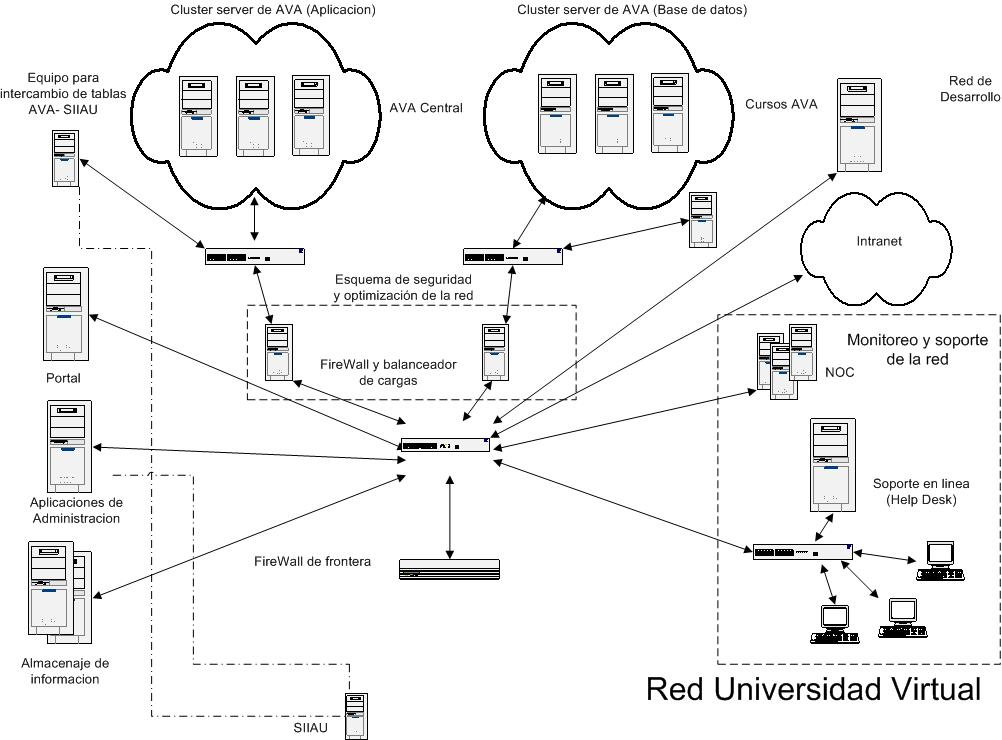 Cluster server de AVA (Aplicacion)
Cluster server de AVA (Base de datos)
Equipo para
intercambio de tablas
AVA- SIIAU
AVA Central
Cursos AVA
Red de
Desarrollo
Intranet
Esquema de seguridad
y optimización de la red
FireWall y balanceador
de cargas
Monitoreo y soporte
de la red
NOC
Portal
Aplicaciones de
Administracion
Soporte en linea
(Help Desk)
FireWall de frontera
Almacenaje de
informacion
SIIAU
Red Universidad Virtual